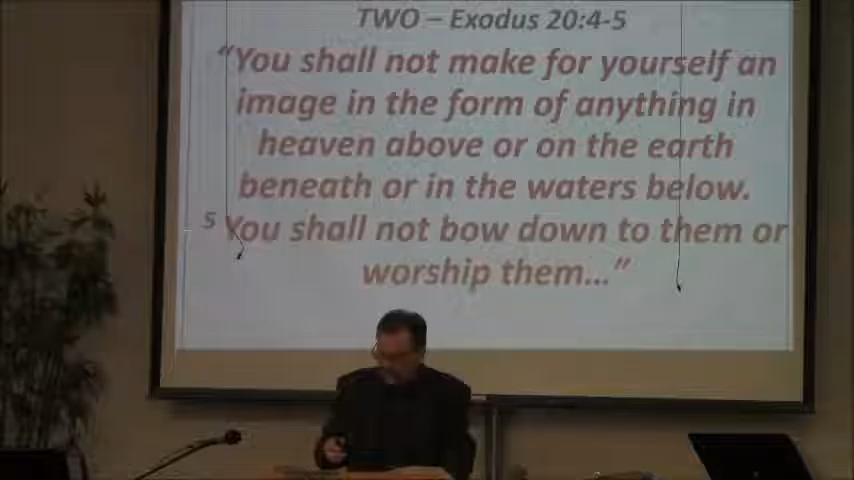 TWO – Exodus 20:4-5
“You shall not make for yourself an
image in the form of anything in
heaven above or on the earth
beneath or in the waters below.
5 You shall not bow down to them or
worship them...”